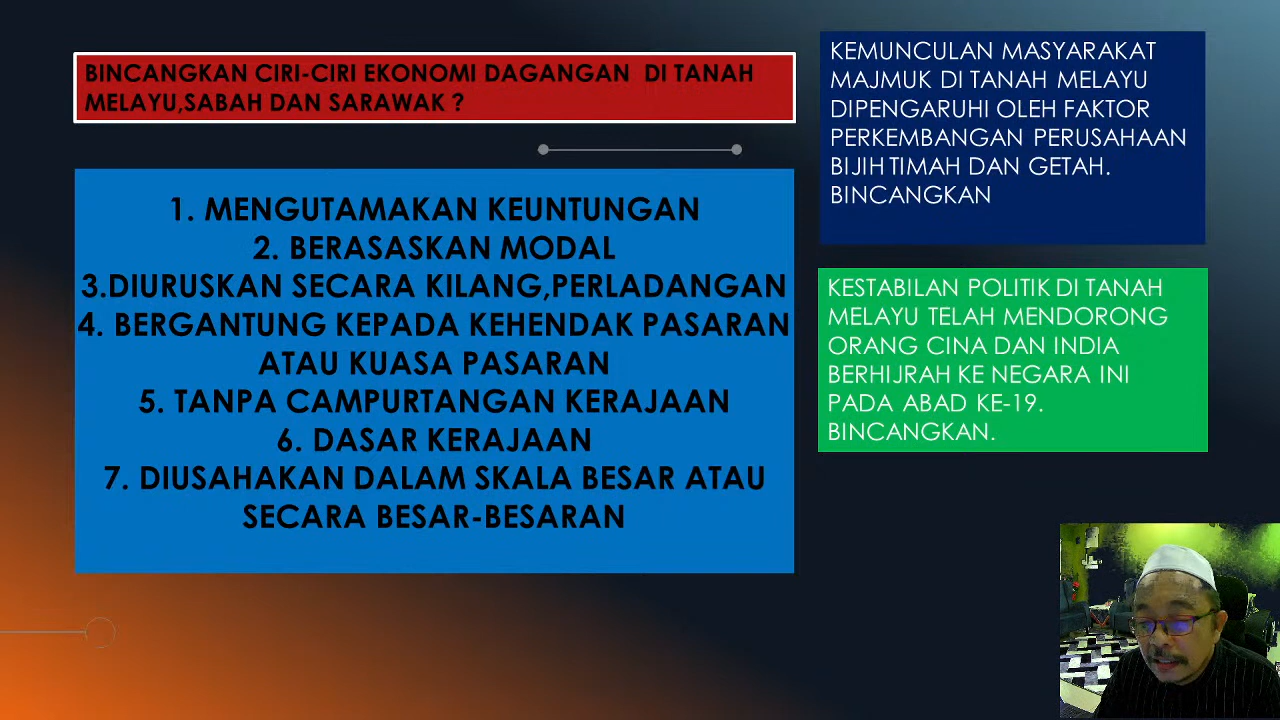 BINCANGKAN CIRI-CIRI EKONOMI DAGANGAN DI TANAH
MELAYU,SABAH DAN SARAWAK ?
1. MENGUTAMAKAN KEUNTUNGAN
2. BERASASKAN MODAL
3.DIURUSKAN SECARA KILANG,PERLADANGAN
4. BERGANTUNG KEPADA KEHENDAK PASARAN
ATAU KUASA PASARAN
5. TANPA CAMPURTANGAN KERAJAAN
6. DASAR KERAJAAN
7. DIUSAHAKAN DALAM SKALA BESAR ATAU
SECARA BESAR-BESARAN
KEMUNCULAN MASYARAKAT
MAJMUK DI TANAH MELAYU
DIPENGARUHI OLEH FAKTOR
PERKEMBANGAN PERUSAHAAN
BIJIH TIMAH DAN GETAH.
BINCANGKAN
KESTABILAN POLITIK DI TANAH
MELAYU TELAH MENDORONG
ORANG CINA DAN INDIA
BERHIJRAH KE NEGARA INI
PADA ABAD KE-19.
BINCANGKAN.